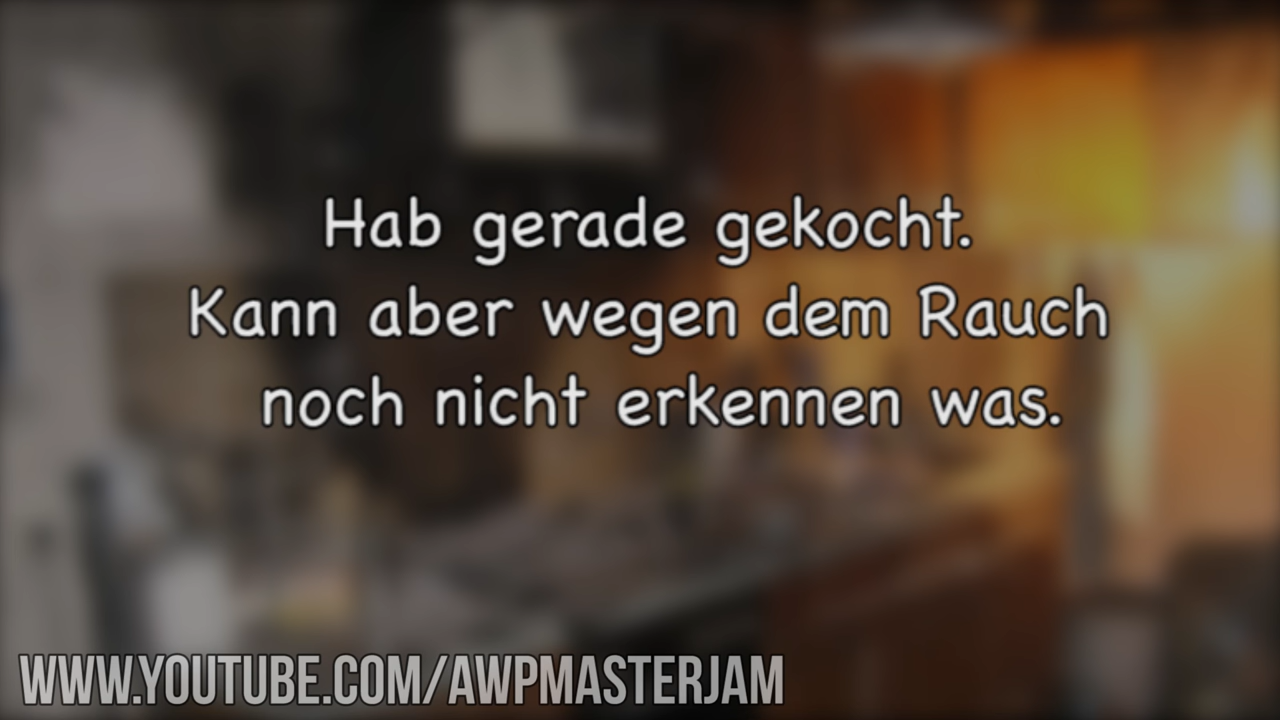 Hab gerade gekocht.
Kann aber wegen dem Rauch
noch nicht erkennen was.
WWW.YOUTUBE.COM/AWPMASTERJAM